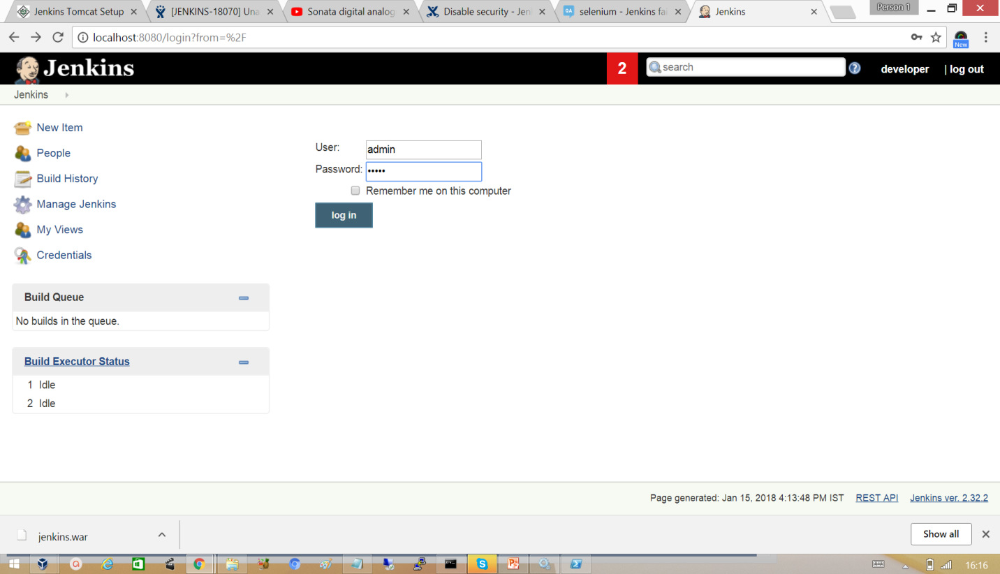 Jenkins Tomcat Setup
[JENKINS-18070] Una
Sonata digital analog
Disable security - Jen
selenium - Jenkins fai
Jenkins
Person 1
localhost:8080/login?from=%2F
New
Jenkins
2
search
developer
| log out
Jenkins
New Item
People
Build History
Manage Jenkins
My Views
Credentials
User:
admin
Password:
•••••
Remember me on this computer
log in
Build Queue
No builds in the queue.
Build Executor Status
1 Idle
2 Idle
Page generated: Jan 15, 2018 4:13:48 PM IST
REST API
Jenkins ver. 2.32.2
jenkins.war
Show all
16:16